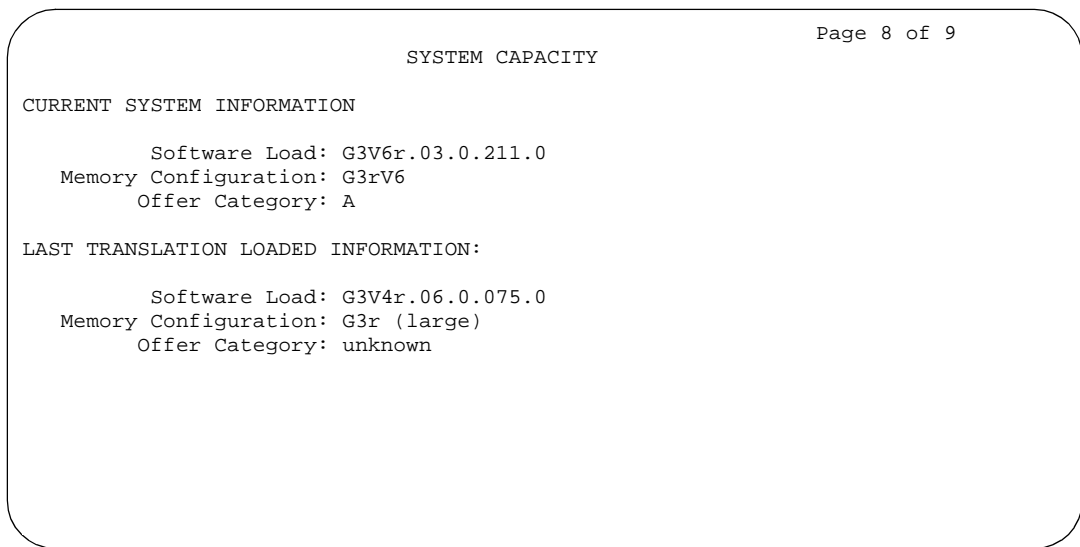 Page 8 of 9
SYSTEM CAPACITY
CURRENT SYSTEM INFORMATION
Software Load: G3V6r.03.0.211.0
Memory Configuration: G3rV6
Offer Category: A
LAST TRANSLATION LOADED INFORMATION:
Software Load: G3V4r.06.0.075.0
Memory Configuration: G3r (large)
Offer Category: unknown